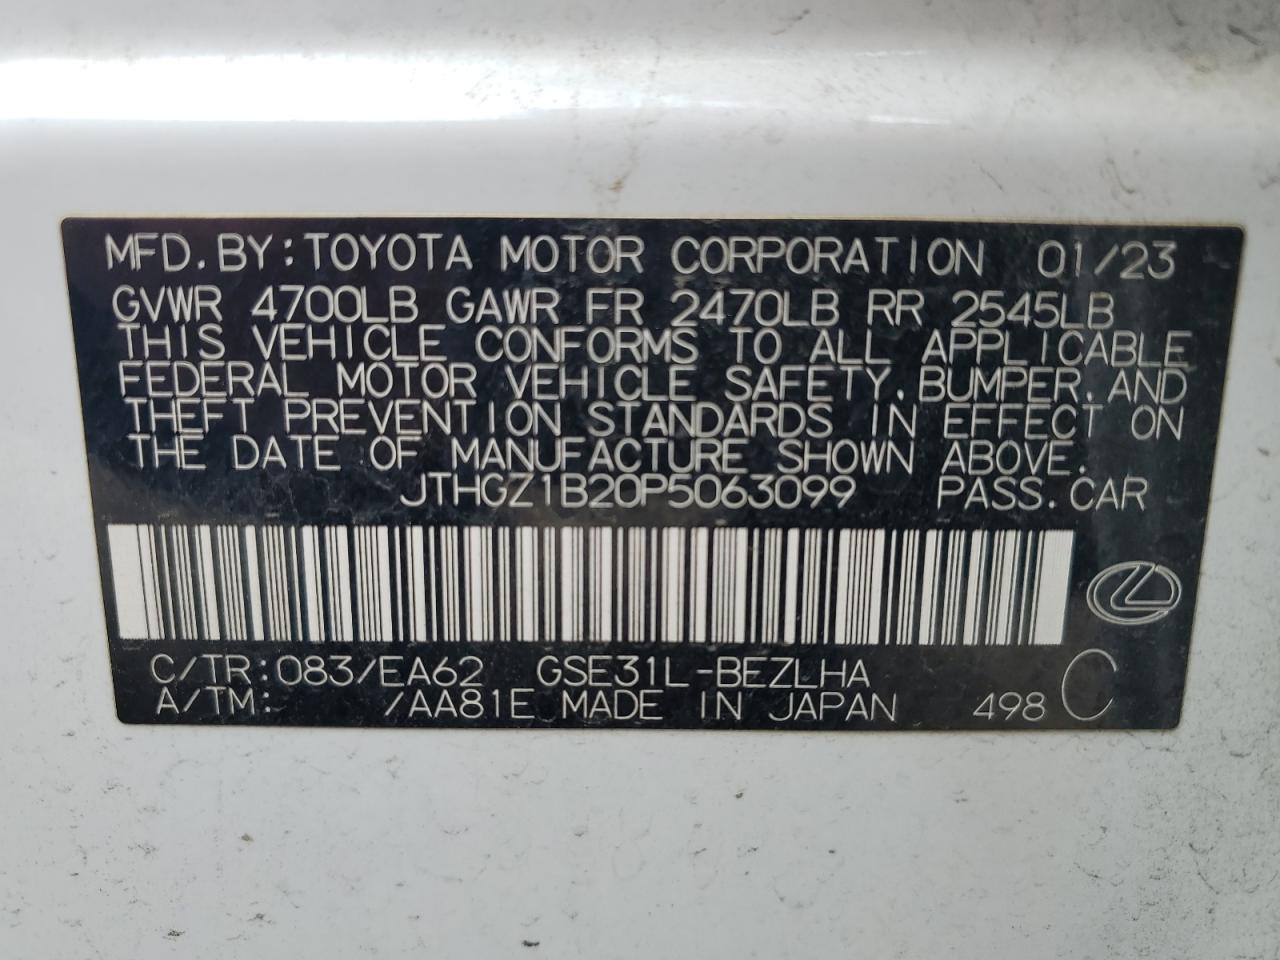 MFD. BY: TOYOTA MOTOR CORPORATION 01/23
GVWR 4700LB GAWR FR 2470LB RR 2545LB
THIS VEHICLE CONFORMS TO ALL APPLICABLE
FEDERAL MOTOR VEHICLE SAFETY, BUMPER, AND
THEFT PREVENTION STANDARDS IN EFFECT ON
THE DATE OF MANUFACTURE SHOWN ABOVE.
JTHGZ1B20P5063099 PASS. CAR
C/TR: 083/EA62 GSE31L-BEZLHA
A/TM: /AA81E MADE IN JAPAN 498 C